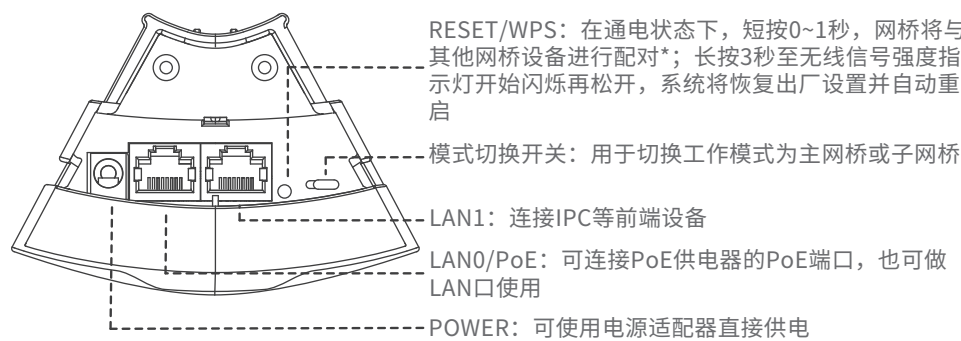 RESET/WPS：在通电状态下，短按0~1秒，网桥将与
其他网桥设备进行配对*；长按3秒至无线信号强度指
示灯开始闪烁再松开，系统将恢复出厂设置并自动重
启
模式切换开关：用于切换工作模式为主网桥或子网桥
LAN1：连接IPC等前端设备
LAN0/PoE：可连接PoE供电器的PoE端口，也可做
LAN口使用
POWER：可使用电源适配器直接供电